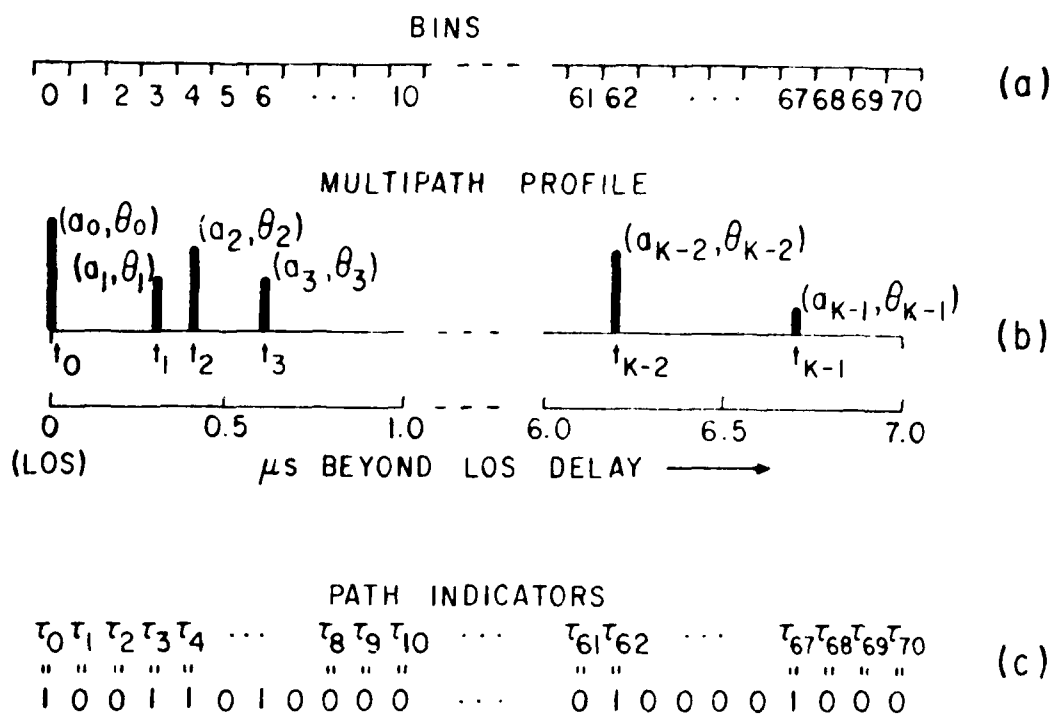 BINS
0 1 2 3 4 5 6 ... 10 --- 61 62 ... 67 68 69 70 (a)
MULTIPATH PROFILE
(a0,θ0) (a1,θ1) (a2,θ2) (a3,θ3) (aK-2,θK-2) (aK-1,θK-1)
(b)
t0 t1 t2 t3 tK-2 tK-1
0 0.5 1.0 6.0 6.5 7.0
(LOS) μs BEYOND LOS DELAY
PATH INDICATORS
τ0 τ1 τ2 τ3 τ4 ... τ8 τ9 τ10 ... τ61 τ62 ... τ67 τ68 τ69 τ70
(c)
" " " " " " " " " " " " " "
1 0 0 1 1 0 1 0 0 0 0 ... 0 1 0 0 0 0 1 0 0 0